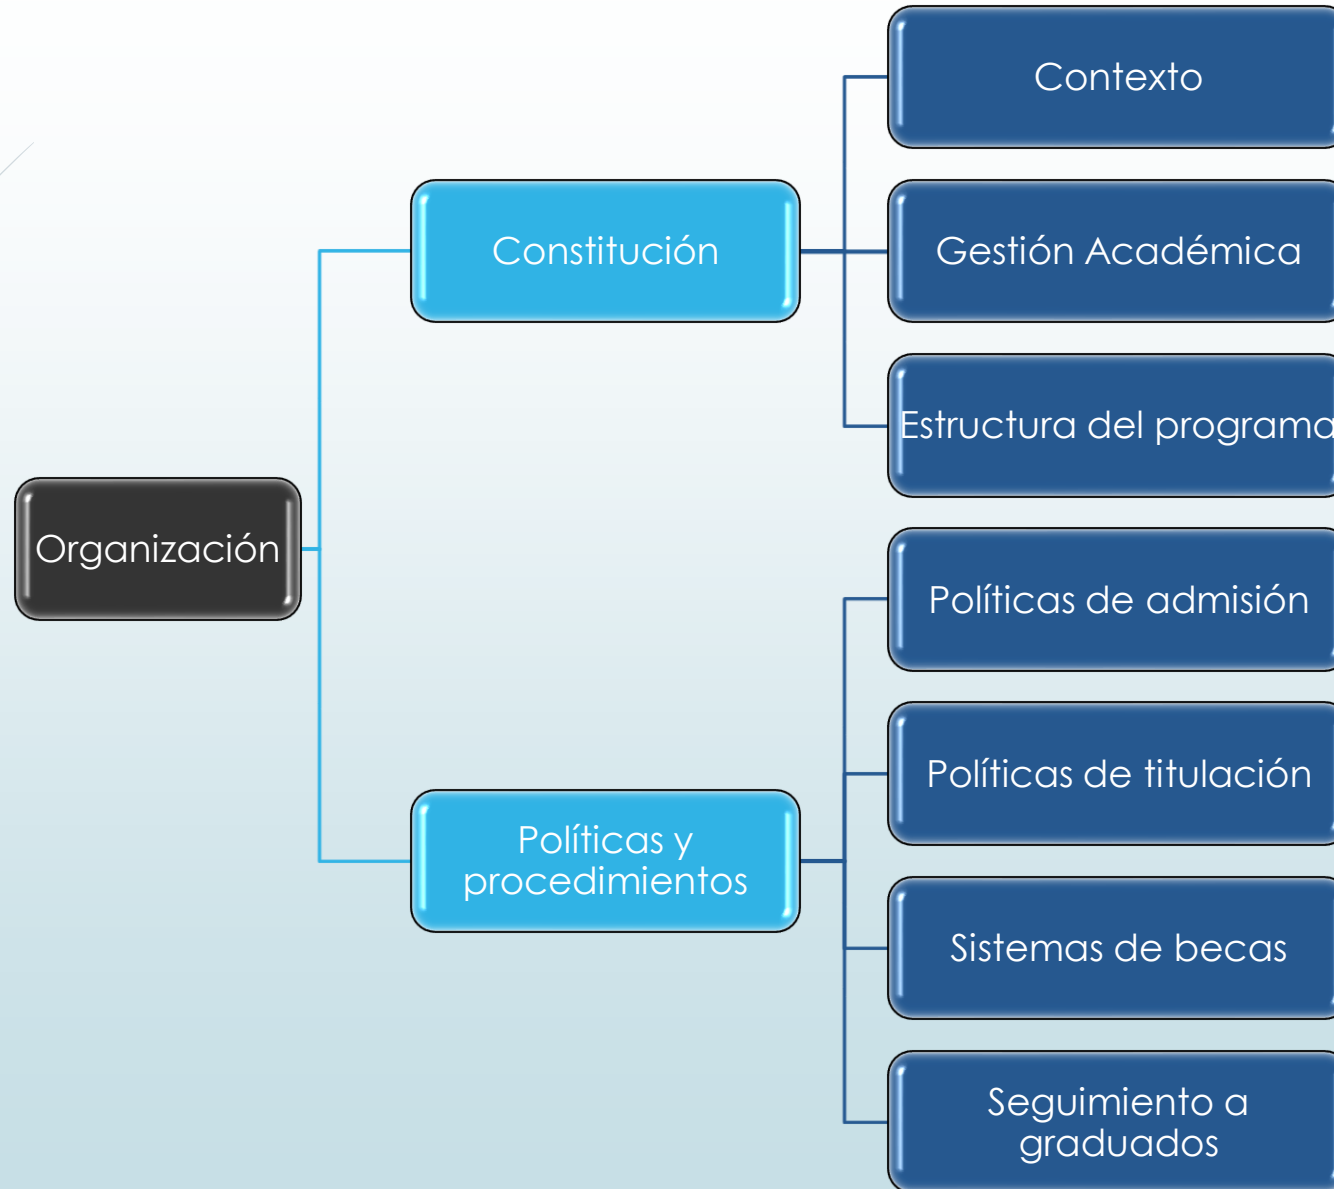 Organización
Constitución
Contexto
Gestión Académica
Estructura del programa
Políticas y
procedimientos
Políticas de admisión
Políticas de titulación
Sistemas de becas
Seguimiento a
graduados